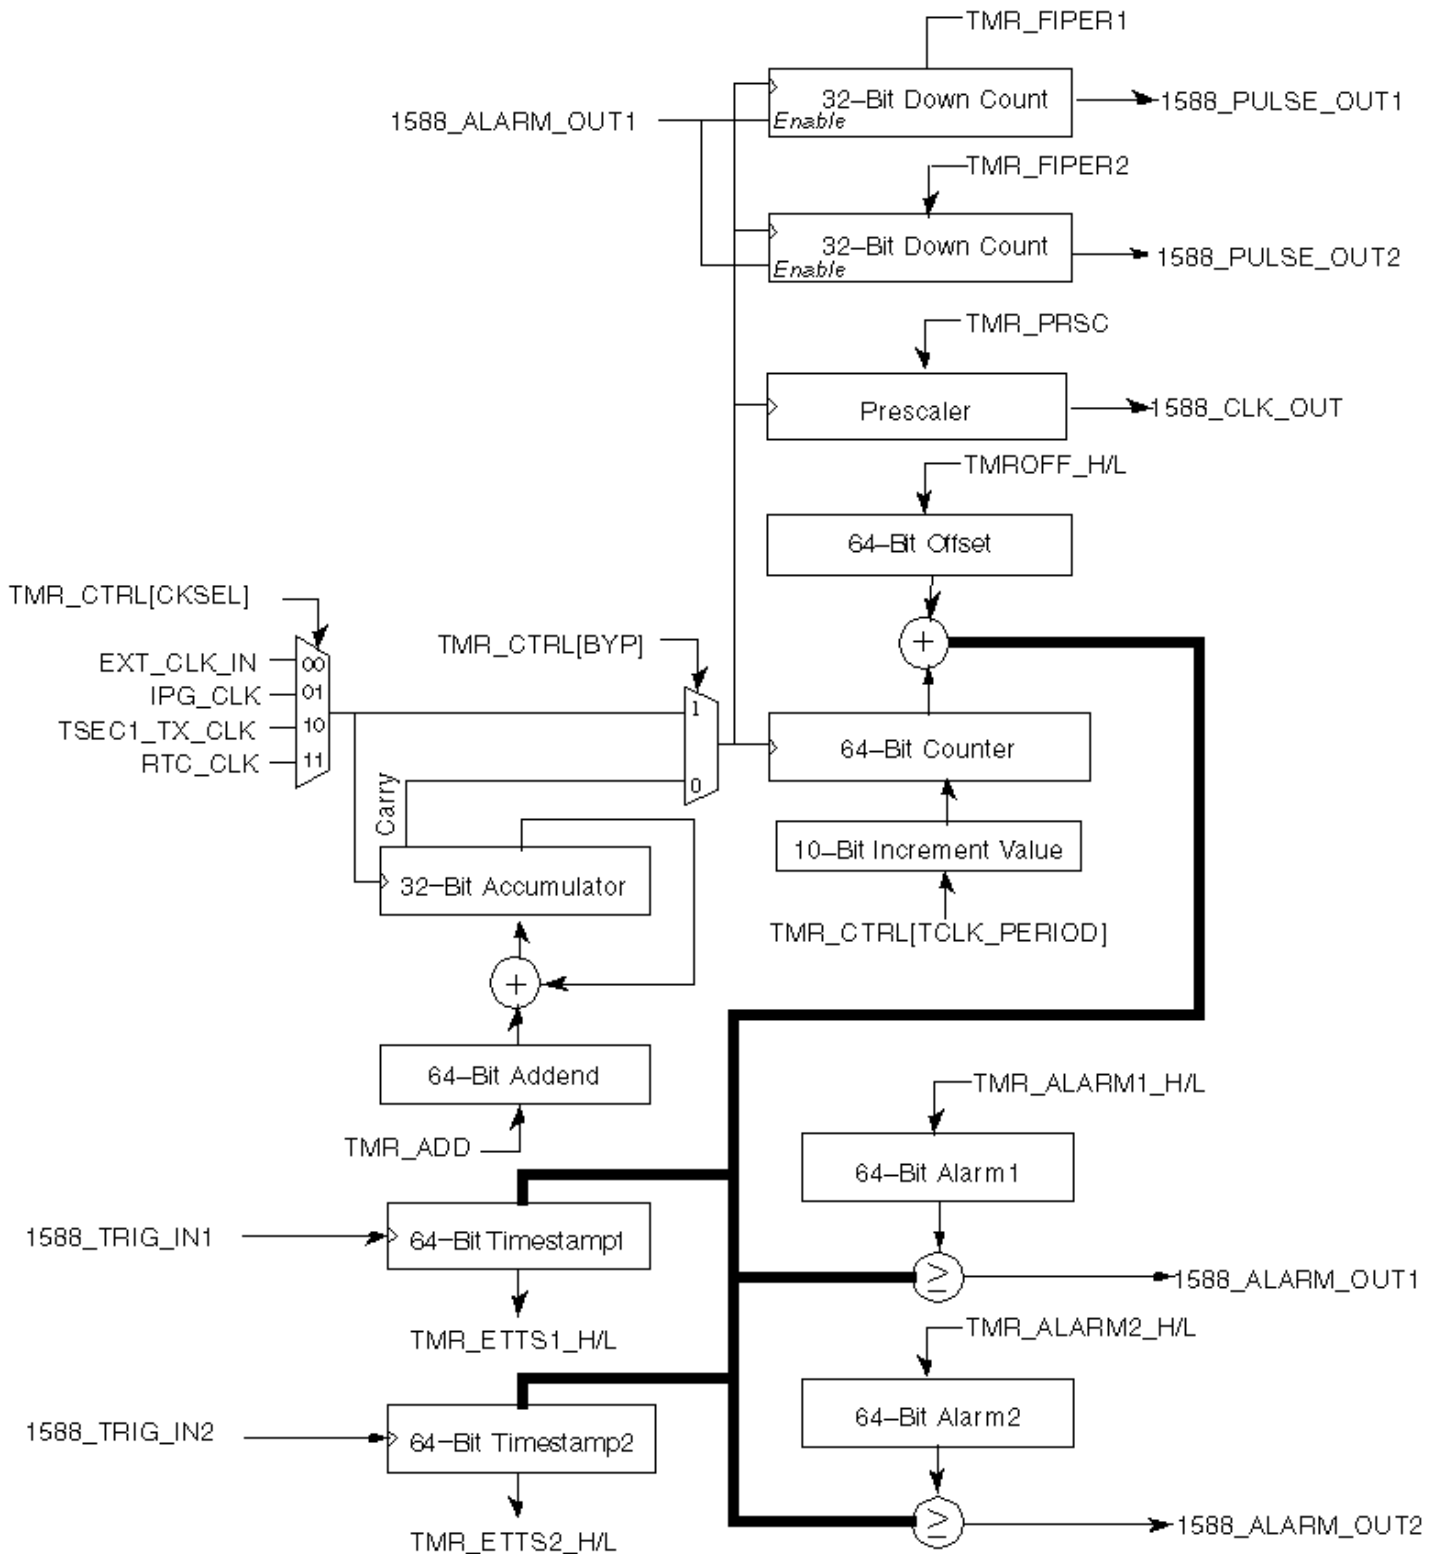 TMR_FIPER1
32-Bit Down Count
Enable
1588_PULSE_OUT1
1588_ALARM_OUT1
TMR_FIPER2
32-Bit Down Count
Enable
1588_PULSE_OUT2
TMR_PRSC
Prescaler
1588_CLK_OUT
TMROFF_H/L
64-Bit Offset
+
TMR_CTRL[CKSEL]
EXT_CLK_IN
00
IPG_CLK
01
TSEC1_TX_CLK
10
RTC_CLK
11
TMR_CTRL[BYP]
1
0
64-Bit Counter
10-Bit Increment Value
TMR_CTRL[TCLK_PERIOD]
Carry
32-Bit Accumulator
+
64-Bit Addend
TMR_ADD
TMR_ALARM1_H/L
64-Bit Alarm1
≥
1588_ALARM_OUT1
1588_TRIG_IN1
64-Bit Timestamp1
TMR_ETTS1_H/L
TMR_ALARM2_H/L
64-Bit Alarm2
≥
1588_ALARM_OUT2
1588_TRIG_IN2
64-Bit Timestamp2
TMR_ETTS2_H/L